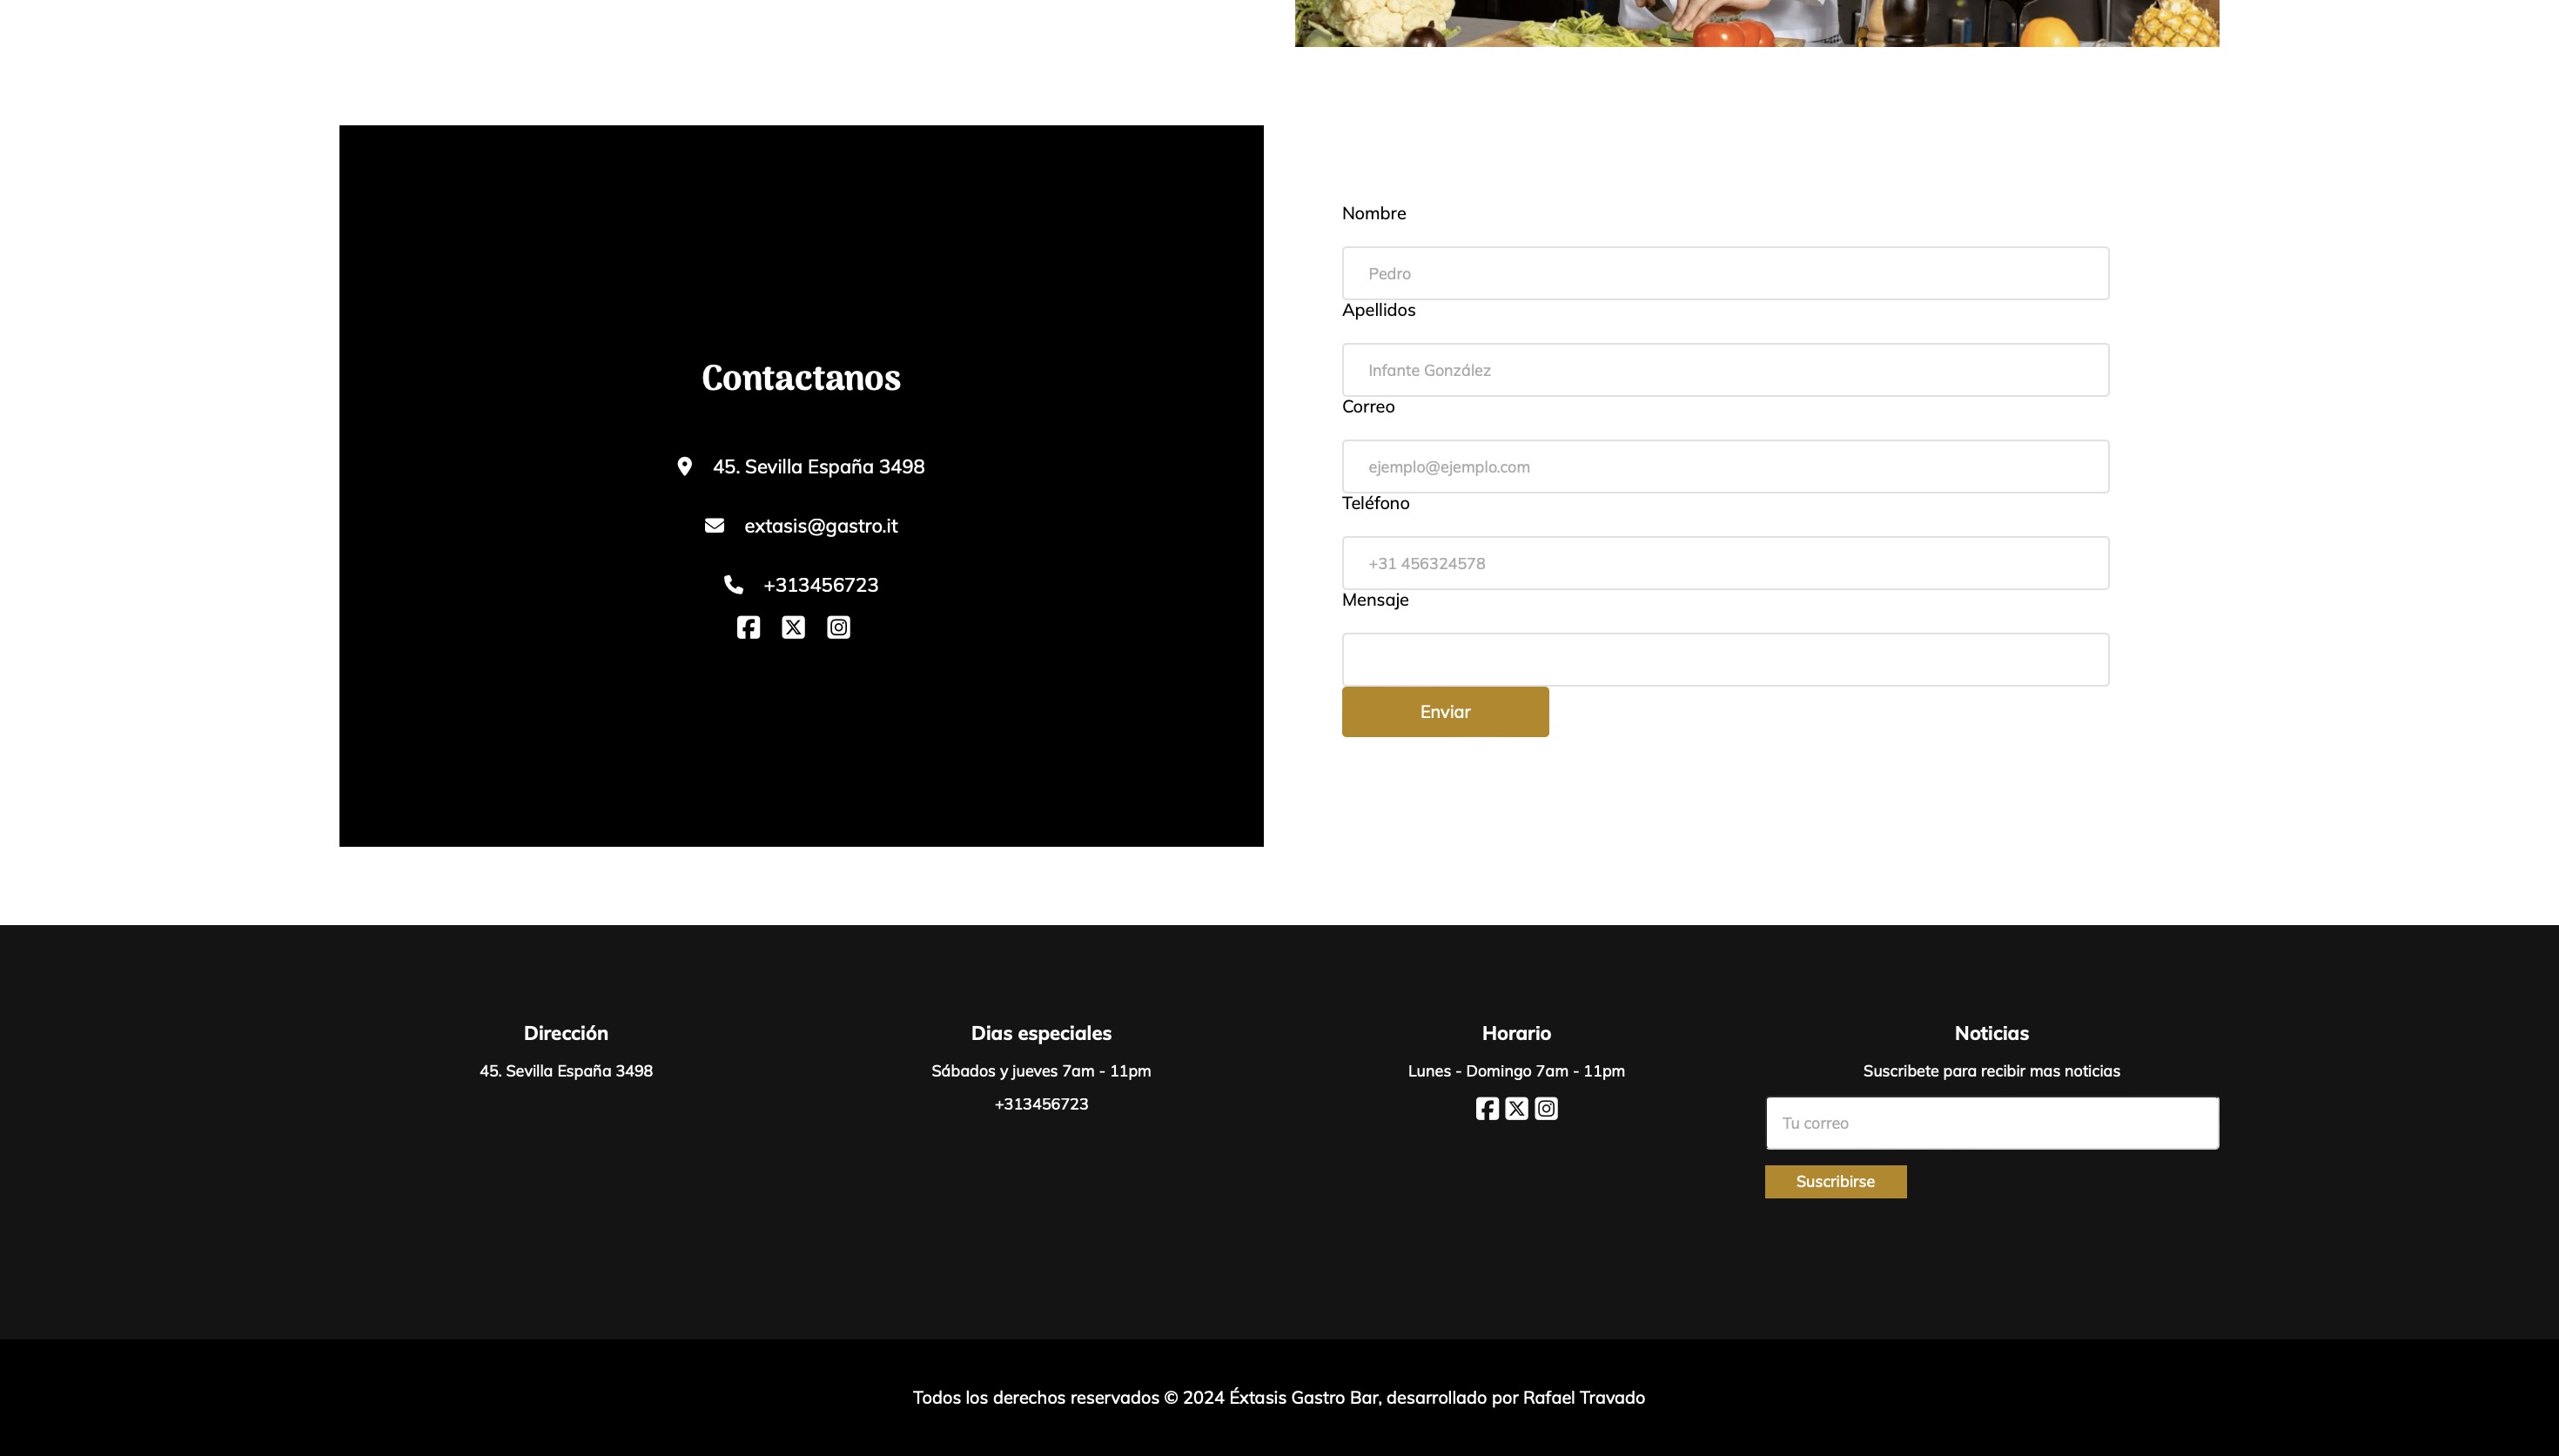 Contactanos
45. Sevilla España 3498
extasis@gastro.it
+313456723
Nombre
Pedro
Apellidos
Infante González
Correo
ejemplo@ejemplo.com
Teléfono
+31 456324578
Mensaje
Enviar
Dirección
45. Sevilla España 3498
Dias especiales
Sábados y jueves 7am - 11pm
+313456723
Horario
Lunes - Domingo 7am - 11pm
Noticias
Suscribete para recibir mas noticias
Tu correo
Suscribirse
Todos los derechos reservados © 2024 Éxtasis Gastro Bar, desarrollado por Rafael Travado